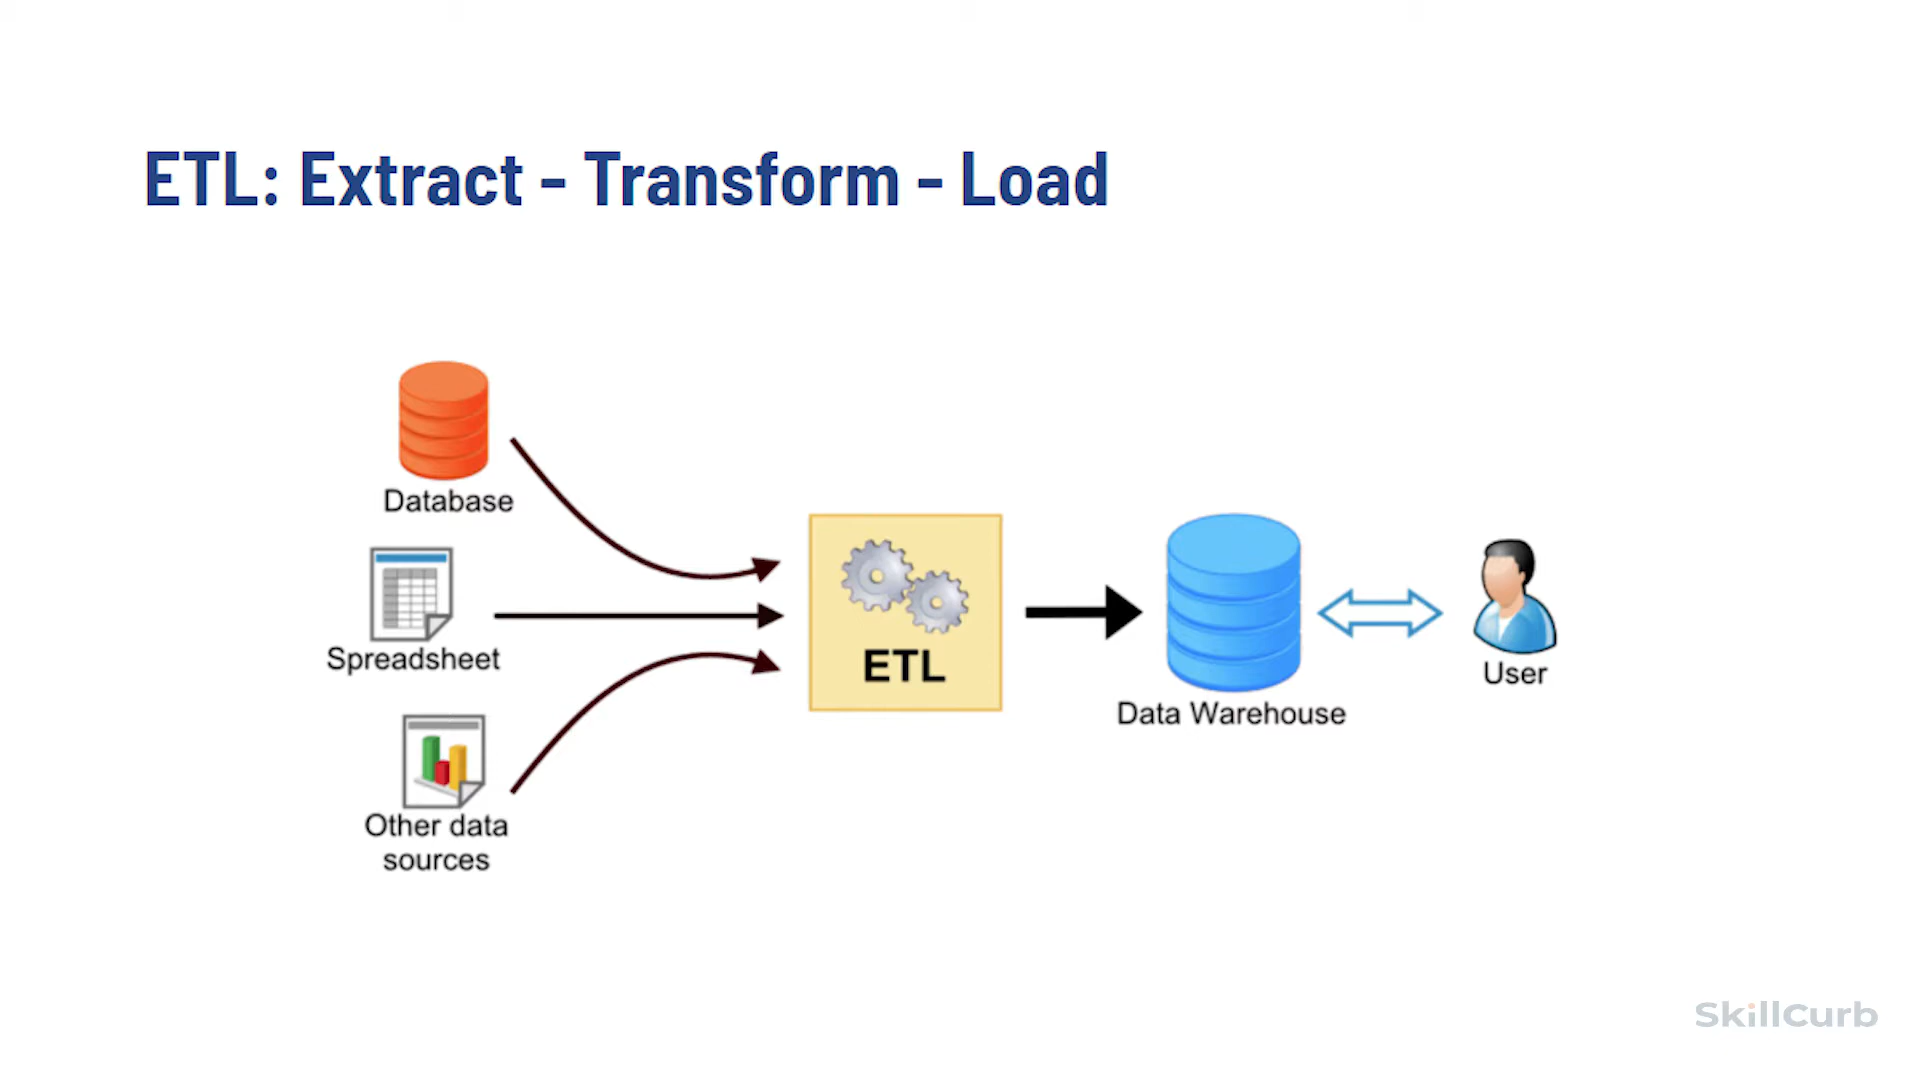 ETL: Extract - Transform - Load
Database
Spreadsheet
Other data
sources
ETL
Data Warehouse
User
SkillCurb